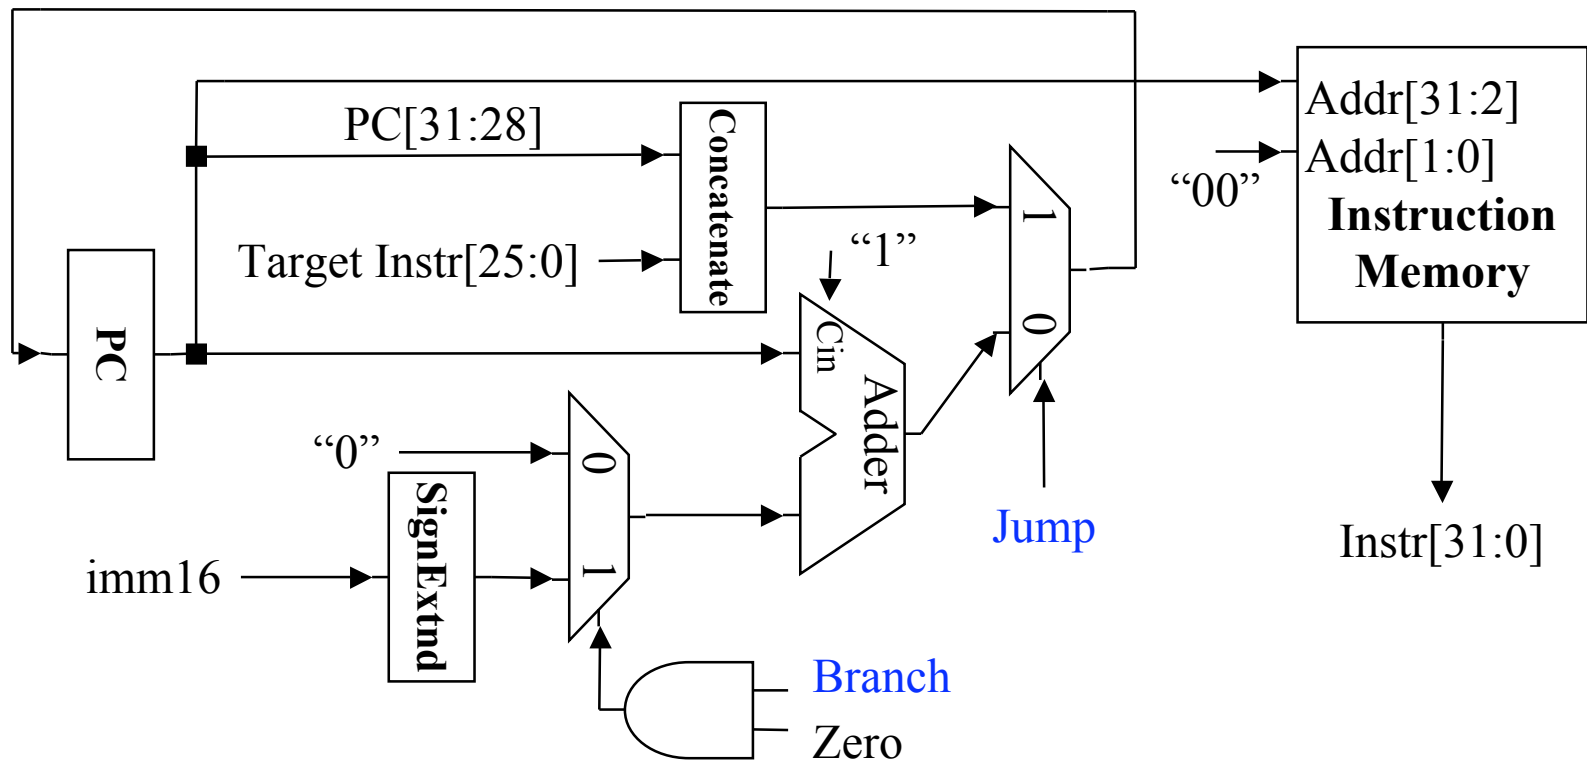 PC[31:28]
Concatenate
Target Instr[25:0]
“1”
1
0
Addr[31:2]
Addr[1:0]
“00”
Instruction
Memory
PC
Cin
Adder
“0”
0
1
SignExtnd
imm16
Jump
Instr[31:0]
Branch
Zero